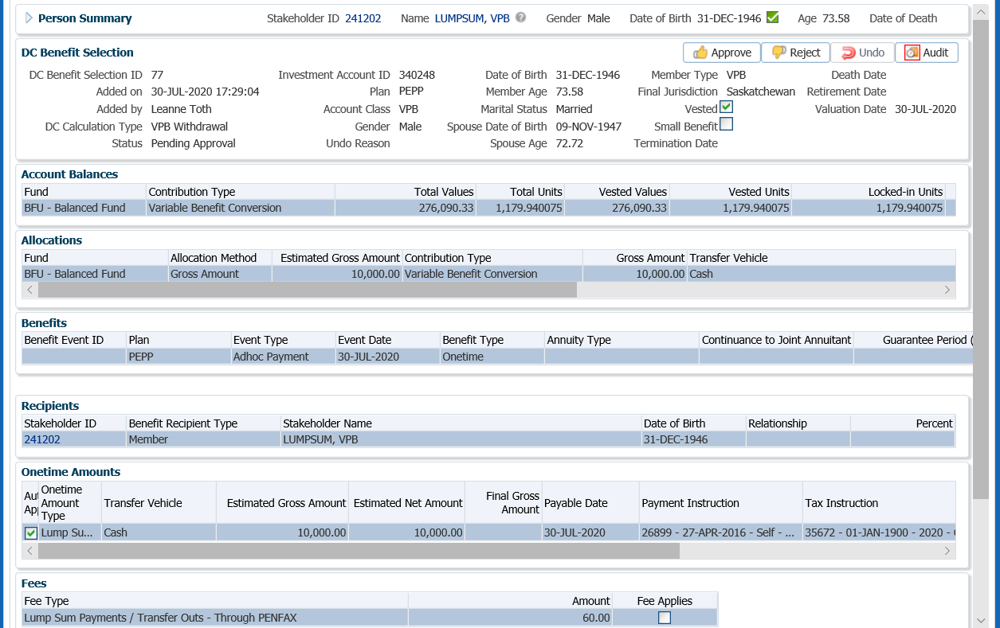 Person Summary Stakeholder ID 241202 Name LUMPSUM, VPB ? Gender Male Date of Birth 31-DEC-1946 Age 73.58 Date of Death
DC Benefit Selection Approve Reject Undo Audit
DC Benefit Selection ID 77 Investment Account ID 340248 Date of Birth 31-DEC-1946 Member Type VPB Death Date
Added on 30-JUL-2020 17:29:04 Plan PEPP Member Age 73.58 Final Jurisdiction Saskatchewan Retirement Date
Added by Leanne Toth Account Class VPB Marital Status Married Vested Valuation Date 30-JUL-2020
DC Calculation Type VPB Withdrawal Gender Male Spouse Date of Birth 09-NOV-1947 Small Benefit
Status Pending Approval Undo Reason Spouse Age 72.72 Termination Date
Account Balances
Fund Contribution Type Total Values Total Units Vested Values Vested Units Locked-in Units
BFU - Balanced Fund Variable Benefit Conversion 276,090.33 1,179.940075 276,090.33 1,179.940075 1,179.940075
Allocations
Fund Allocation Method Estimated Gross Amount Contribution Type Gross Amount Transfer Vehicle
BFU - Balanced Fund Gross Amount 10,000.00 Variable Benefit Conversion 10,000.00 Cash
Benefits
Benefit Event ID Plan Event Type Event Date Benefit Type Annuity Type Continuance to Joint Annuitant Guarantee Period (
PEPP Adhoc Payment 30-JUL-2020 Onetime
Recipients
Stakeholder ID Benefit Recipient Type Stakeholder Name Date of Birth Relationship Percent
241202 Member LUMPSUM, VPB 31-DEC-1946
Onetime Amounts
Aut App Onetime Amount Type Transfer Vehicle Estimated Gross Amount Estimated Net Amount Final Gross Amount Payable Date Payment Instruction Tax Instruction
Lump Su... Cash 10,000.00 10,000.00 30-JUL-2020 26899 - 27-APR-2016 - Self - ... 35672 - 01-JAN-1900 - 2020 -
Fees
Fee Type Amount Fee Applies
Lump Sum Payments / Transfer Outs - Through PENFAX 60.00